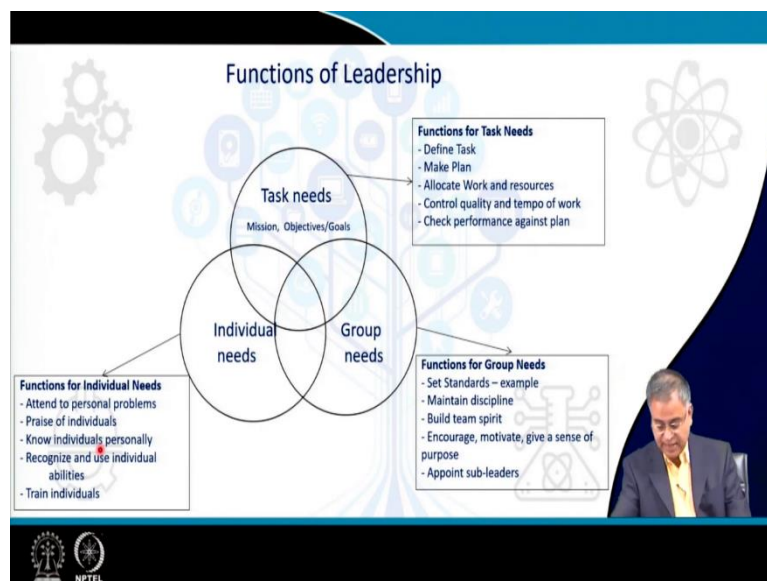 Functions of Leadership
Functions for Task Needs
- Define Task
- Make Plan
- Allocate Work and resources
- Control quality and tempo of work
- Check performance against plan
Task needs
Mission, Objectives/Goals
Individual
needs
Group
needs
Functions for Individual Needs
- Attend to personal problems
- Praise of individuals
- Know individuals personally
- Recognize and use individual
abilities
- Train individuals
Functions for Group Needs
- Set Standards – example
- Maintain discipline
- Build team spirit
- Encourage, motivate, give a sense of
purpose
- Appoint sub-leaders
NPTEL